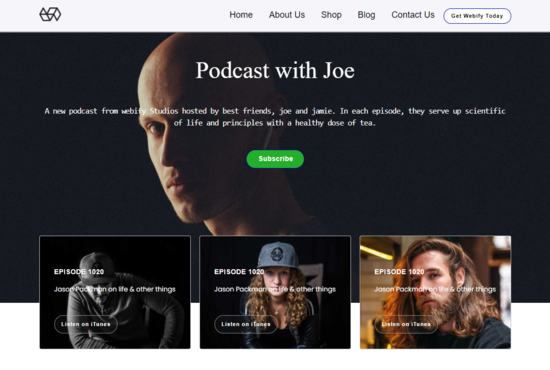 Home About Us Shop Blog Contact Us Get Webify Today
Podcast with Joe
A new podcast from webify Studios hosted by best friends, joe and jamie. In each episode, they serve up scientific
of life and principles with a healthy dose of tea.
Subscribe
EPISODE 1020
Jason Packman on life & other things
Listen on iTunes
EPISODE 1020
Jason Packman on life & other things
Listen on iTunes
EPISODE 1020
Jason Packman on life & other things
Listen on iTunes